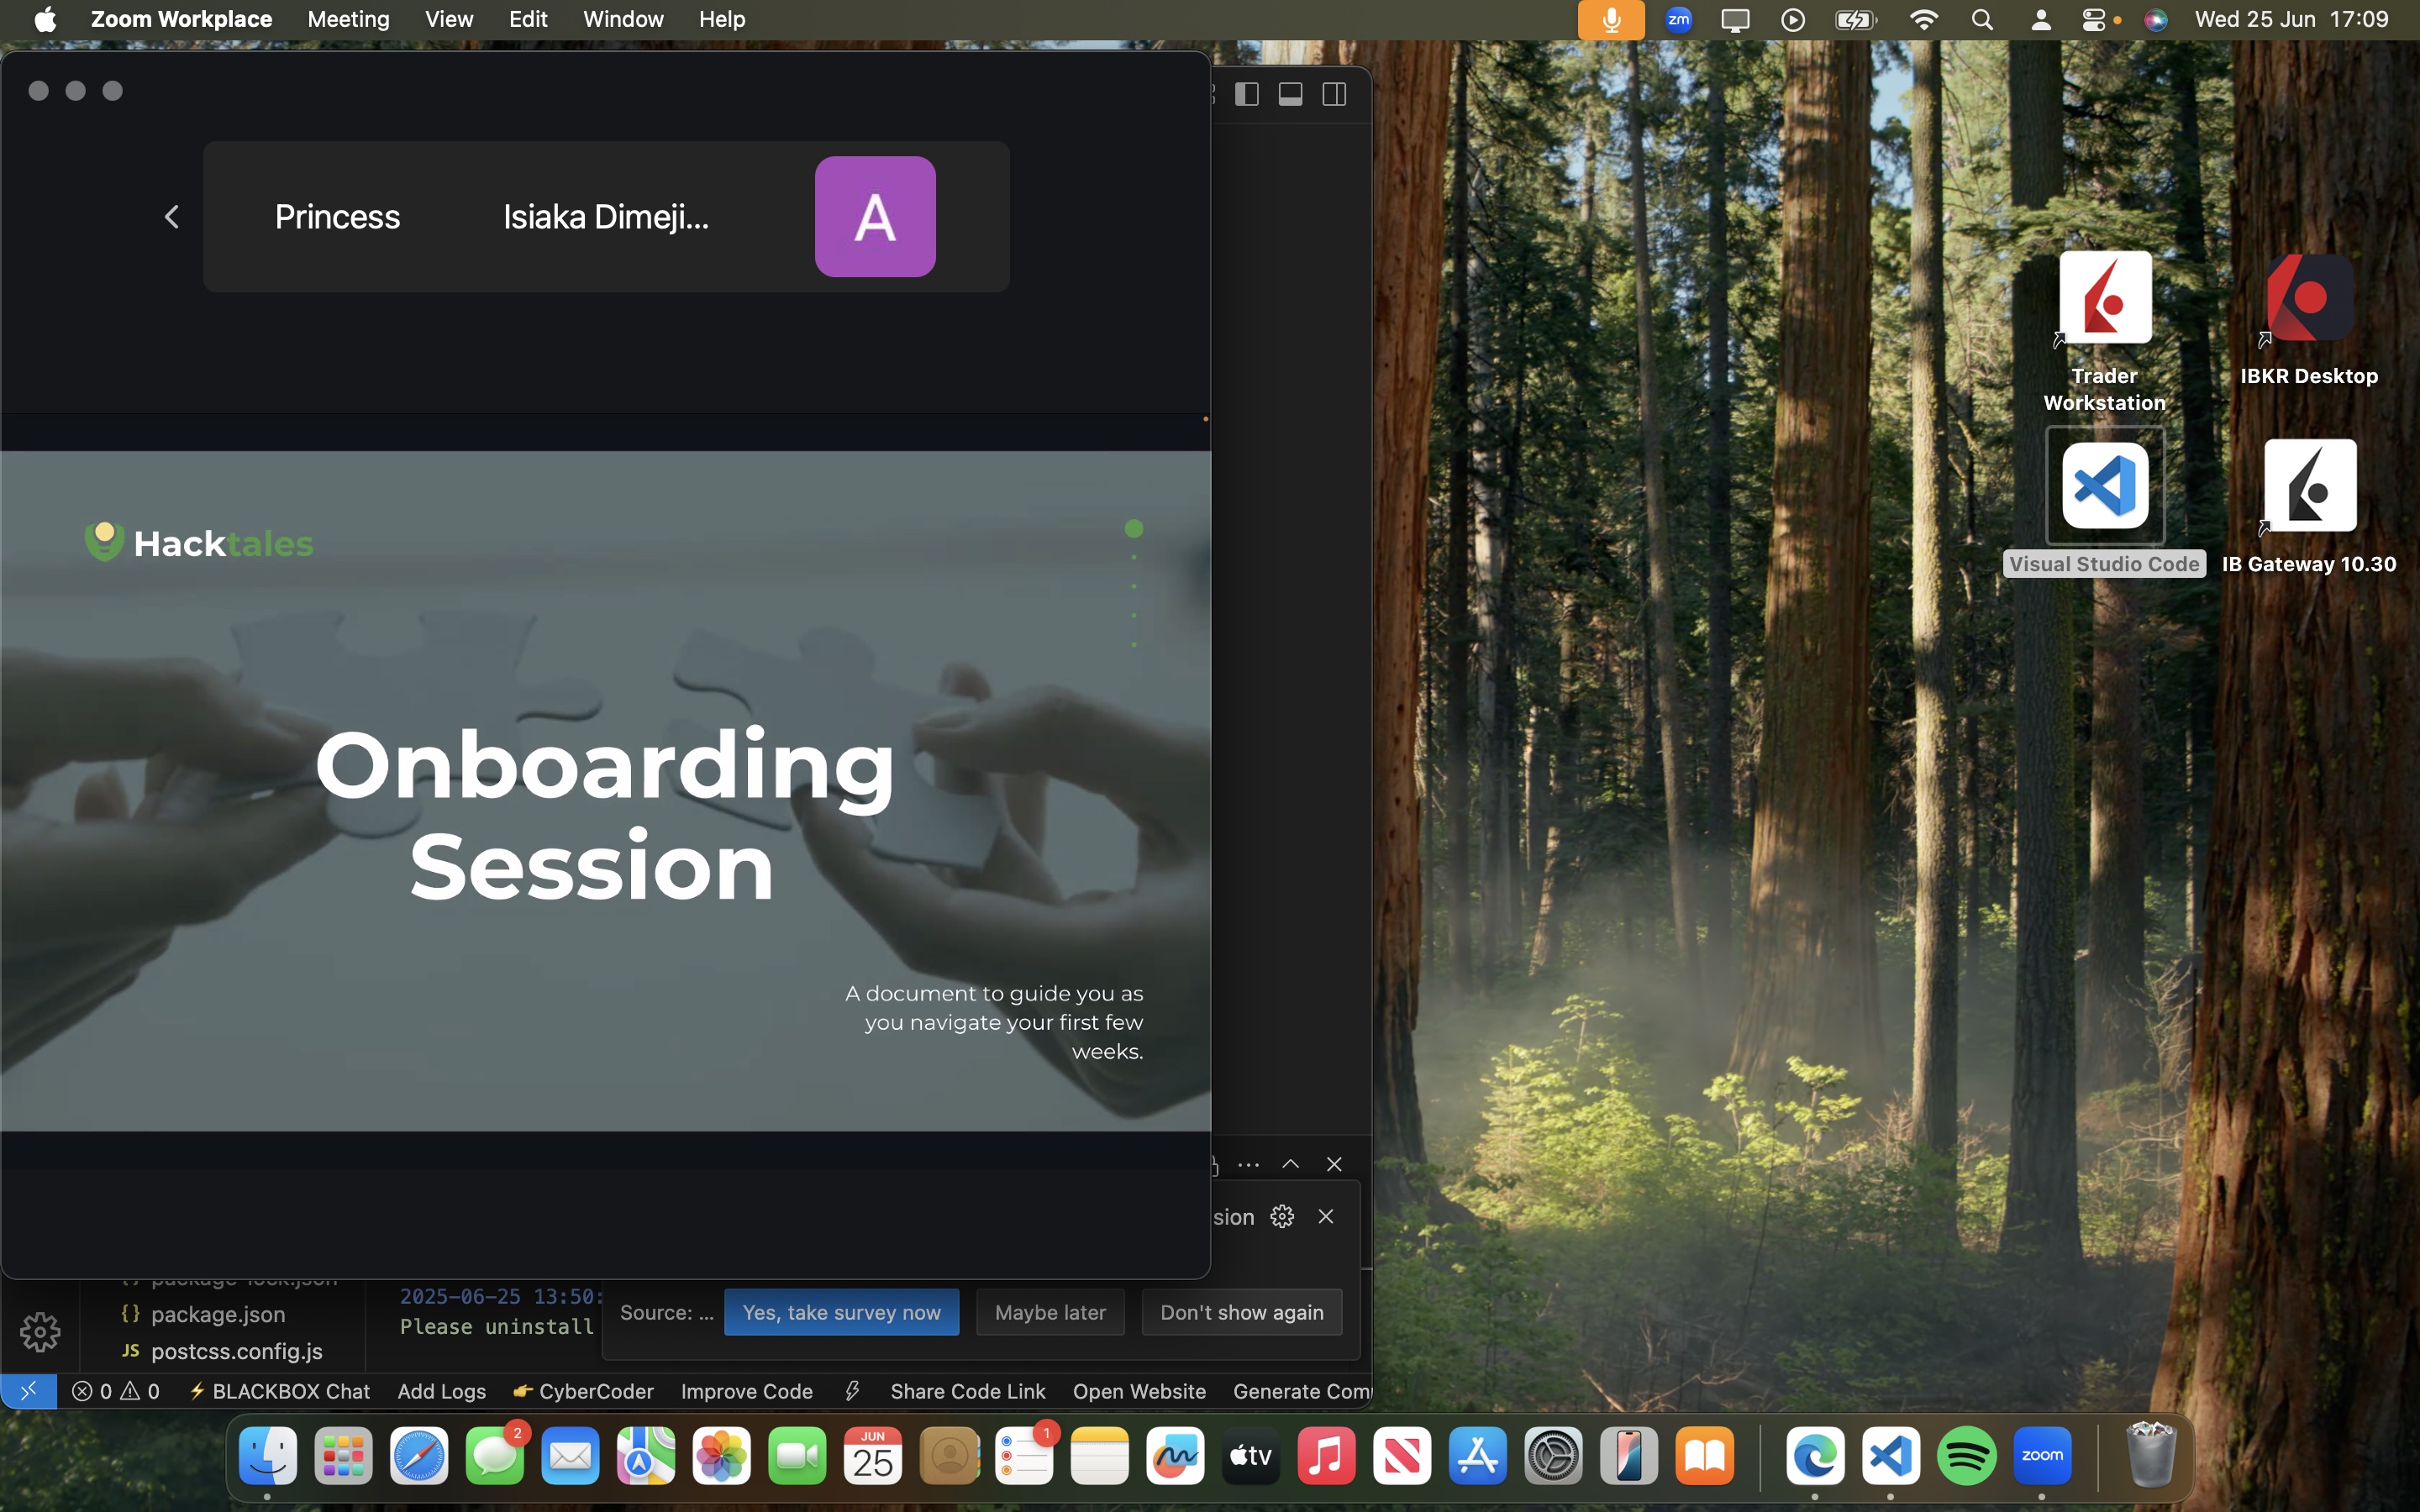 Zoom Workplace Meeting View Edit Window Help
zm
Wed 25 Jun 17:09
Princess
Isiaka Dimeji...
A
Hacktales
Onboarding
Session
A document to guide you as
you navigate your first few
weeks.
Trader
Workstation
IBKR Desktop
Visual Studio Code
IB Gateway 10.30
sion
{} package-lock.json
{} package.json
JS postcss.config.js
2025-06-25 13:50:
Please uninstall
Source: ... Yes, take survey now Maybe later Don't show again
0 0 BLACKBOX Chat Add Logs CyberCoder Improve Code Share Code Link Open Website Generate Com
2
JUN
25
1
tv
zoom